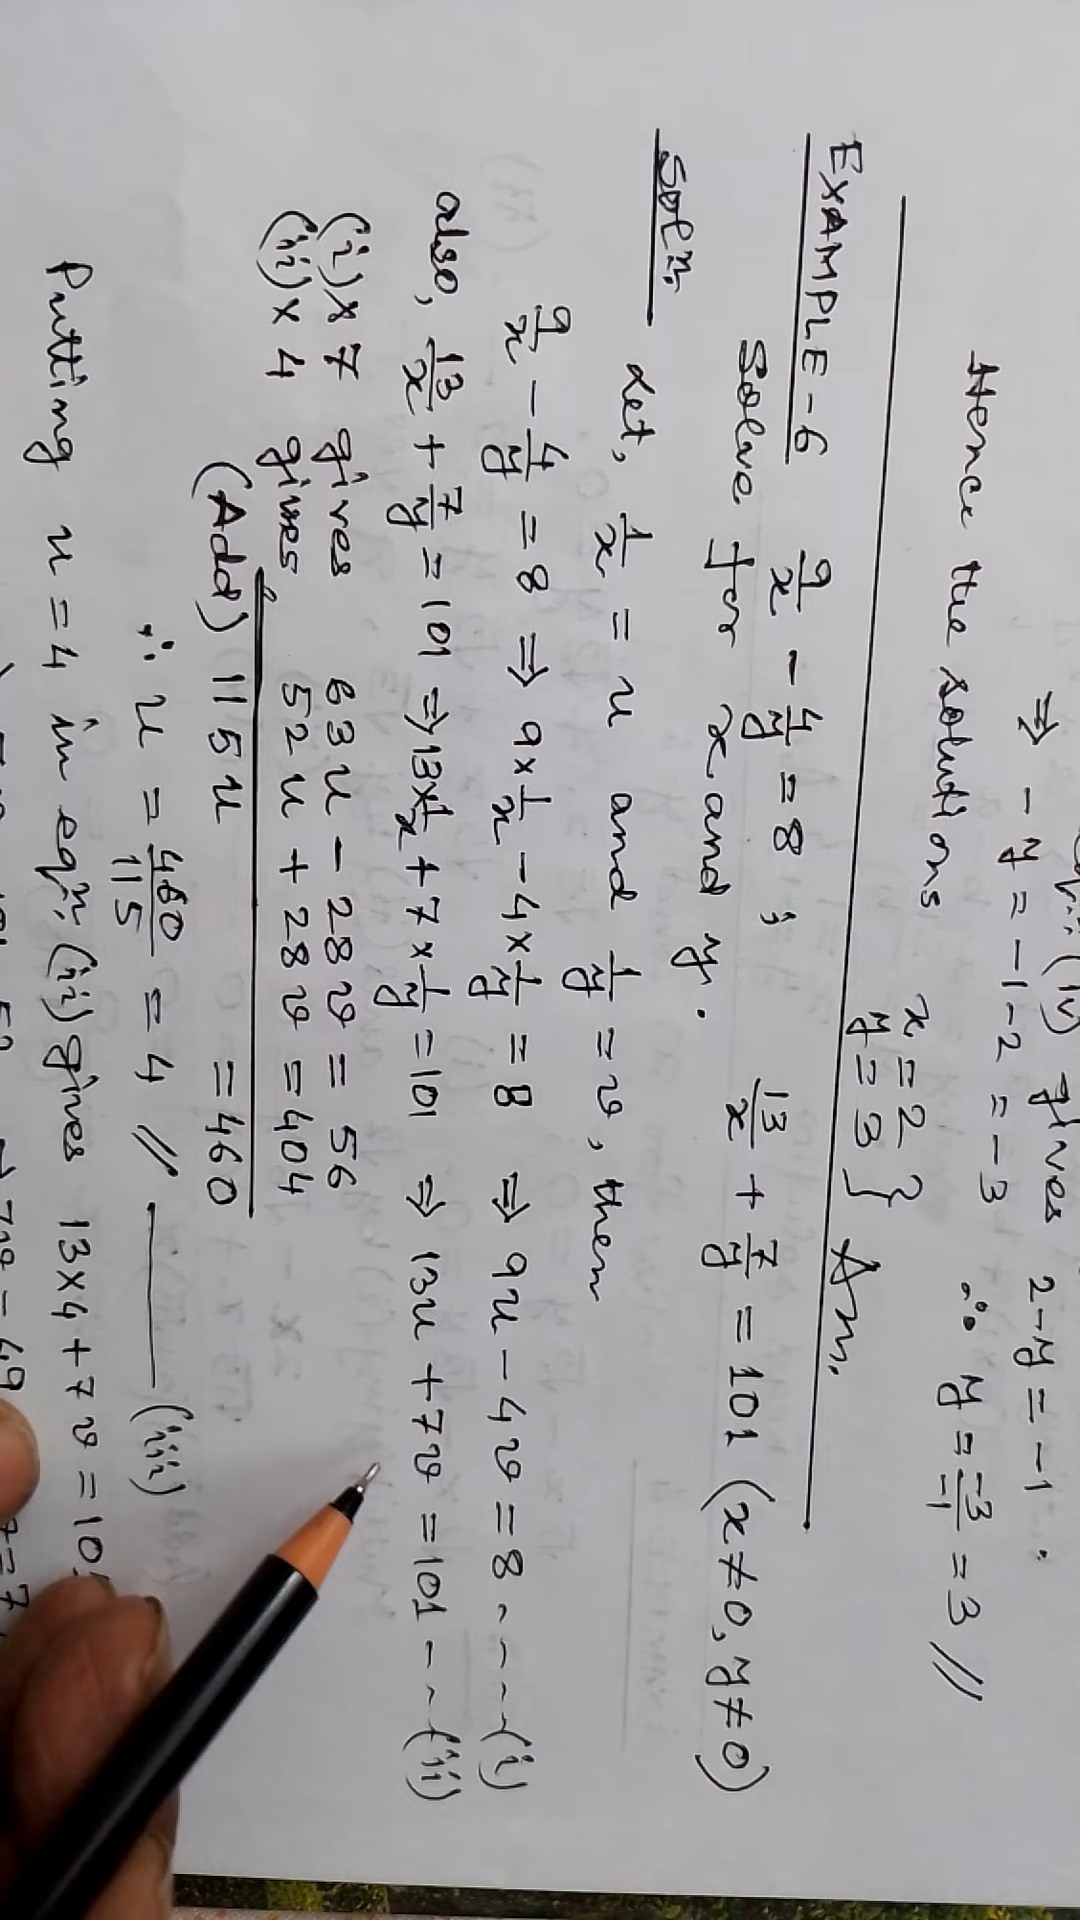 (iv) gives 2-y = -1
⇒ -y = -1-2 = -3 ∴ y = -3/-1 = 3 //
Hence the solutions x = 2 } y = 3 } Ans.
EXAMPLE-6 9/x - 4/y = 8 ; 13/x + 7/y = 101 (x≠0, y≠0)
Solve for x and y.
Soln. Let, 1/x = u and 1/y = v, then
9/x - 4/y = 8 ⇒ 9×1/x - 4×1/y = 8 ⇒ 9u - 4v = 8 ---(i)
also, 13/x + 7/y = 101 ⇒ 13×1/x + 7×1/y = 101 ⇒ 13u + 7v = 101 --(ii)
(i)×7 gives 63u - 28v = 56
(ii)×4 gives 52u + 28v = 404
(Add) 115u = 460
∴ u = 460/115 = 4 // —— (iii)
Putting u = 4 in eqn. (ii) gives 13×4 + 7v =